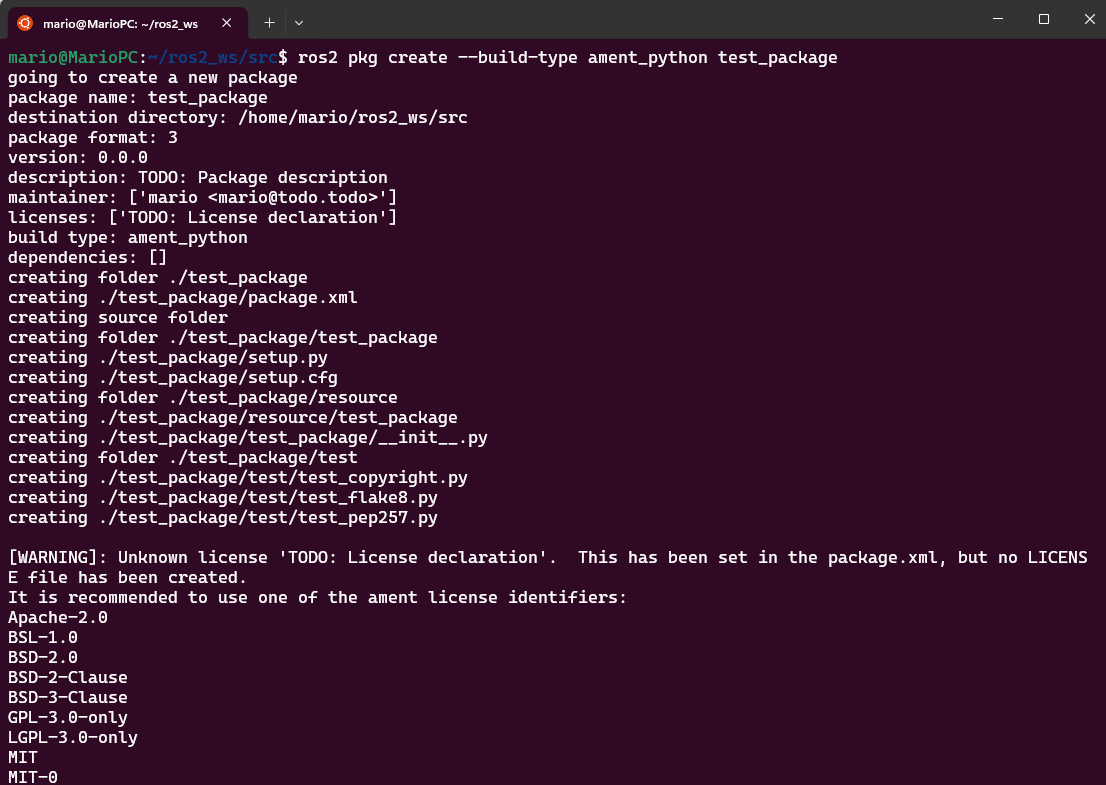 mario@MarioPC: ~/ros2_ws
mario@MarioPC:~/ros2_ws/src$ ros2 pkg create --build-type ament_python test_package
going to create a new package
package name: test_package
destination directory: /home/mario/ros2_ws/src
package format: 3
version: 0.0.0
description: TODO: Package description
maintainer: ['mario <mario@todo.todo>']
licenses: ['TODO: License declaration']
build type: ament_python
dependencies: []
creating folder ./test_package
creating ./test_package/package.xml
creating source folder
creating folder ./test_package/test_package
creating ./test_package/setup.py
creating ./test_package/setup.cfg
creating folder ./test_package/resource
creating ./test_package/resource/test_package
creating ./test_package/test_package/__init__.py
creating folder ./test_package/test
creating ./test_package/test/test_copyright.py
creating ./test_package/test/test_flake8.py
creating ./test_package/test/test_pep257.py

[WARNING]: Unknown license 'TODO: License declaration'.  This has been set in the package.xml, but no LICENS
E file has been created.
It is recommended to use one of the ament license identifiers:
Apache-2.0
BSL-1.0
BSD-2.0
BSD-2-Clause
BSD-3-Clause
GPL-3.0-only
LGPL-3.0-only
MIT
MIT-0